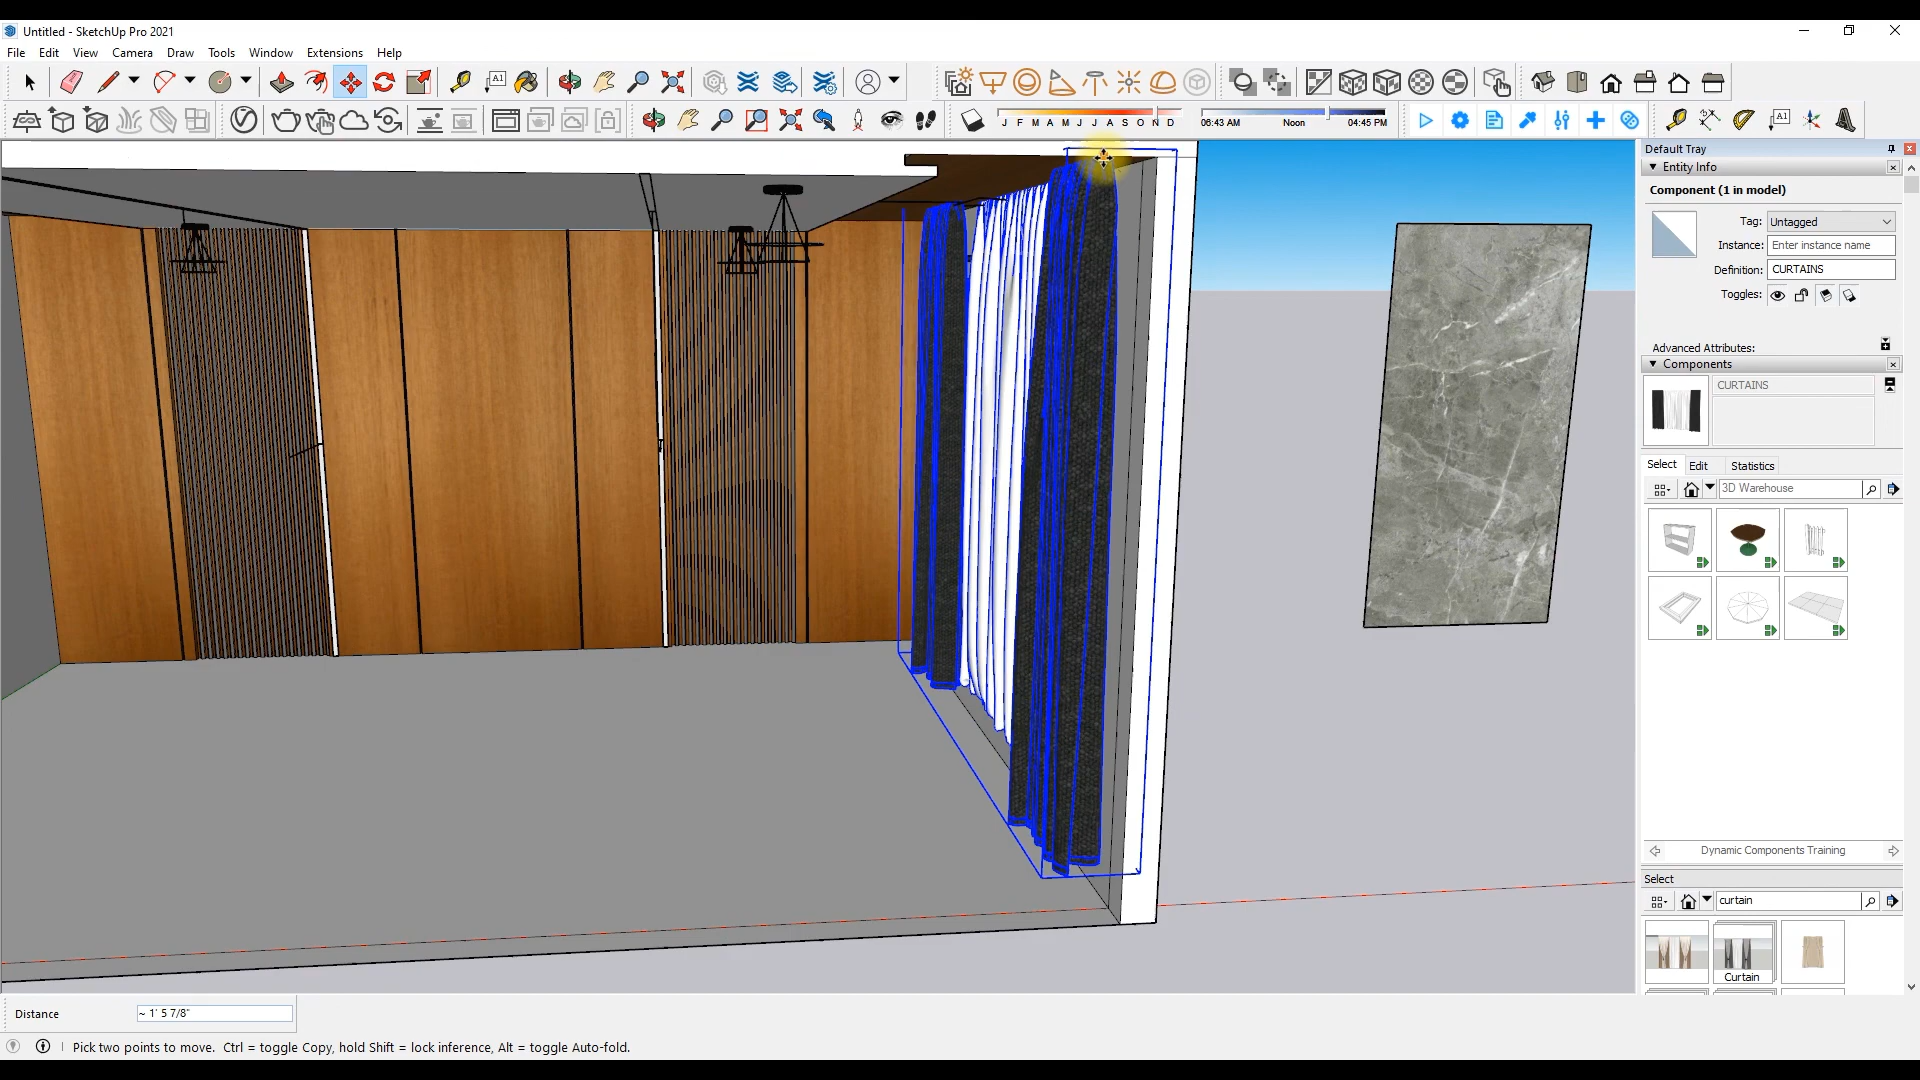 Untitled - SketchUp Pro 2021
File Edit View Camera Draw Tools Window Extensions Help
A1
J F M A M J J A S O N D
06:43 AM Noon 04:45 PM
A1
Default Tray
Entity Info
Component (1 in model)
Tag: Untagged
Instance: Enter instance name
Definition: CURTAINS
Toggles:
Advanced Attributes:
Components
CURTAINS
Select Edit Statistics
3D Warehouse
Dynamic Components Training
Select
curtain
Curtain
Distance ~ 1' 5 7/8"
Pick two points to move. Ctrl = toggle Copy, hold Shift = lock inference, Alt = toggle Auto-fold.